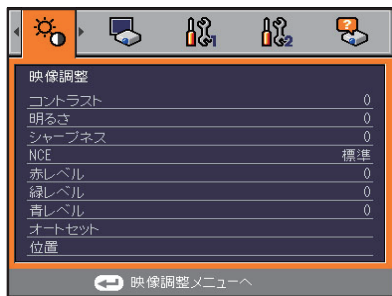 1
2
?
映像調整
コントラスト 0
明るさ 0
シャープネス 0
NCE 標準
赤レベル 0
緑レベル 0
青レベル 0
オートセット
位置
映像調整メニューへ